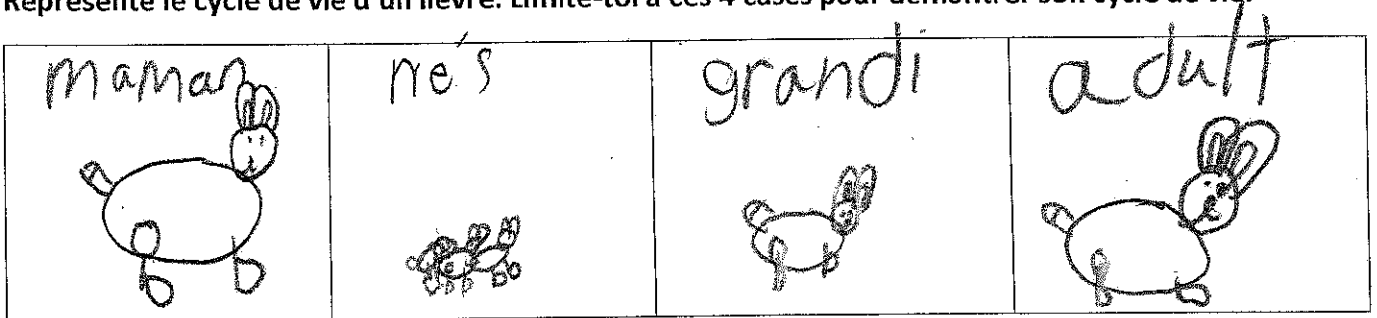 Représente le cycle de vie d'un lièvre. Limite-toi à ces 4 cases pour démontrer son cycle de vie.
maman
nés
grandi
adult